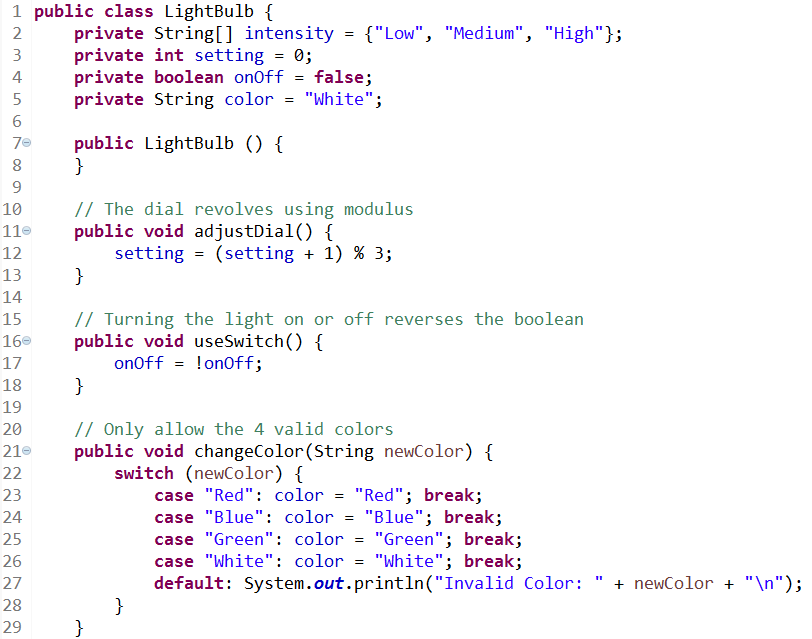 1 public class LightBulb {
2     private String[] intensity = {"Low", "Medium", "High"};
3     private int setting = 0;
4     private boolean onOff = false;
5     private String color = "White";
6
7     public LightBulb () {
8     }
9
10     // The dial revolves using modulus
11     public void adjustDial() {
12         setting = (setting + 1) % 3;
13     }
14
15     // Turning the light on or off reverses the boolean
16     public void useSwitch() {
17         onOff = !onOff;
18     }
19
20     // Only allow the 4 valid colors
21     public void changeColor(String newColor) {
22         switch (newColor) {
23             case "Red": color = "Red"; break;
24             case "Blue": color = "Blue"; break;
25             case "Green": color = "Green"; break;
26             case "White": color = "White"; break;
27             default: System.out.println("Invalid Color: " + newColor + "\n");
28         }
29     }